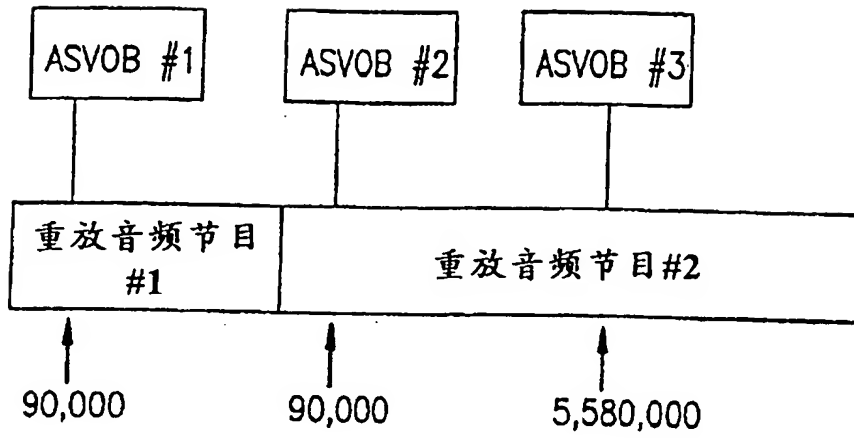 ASVOB #1
ASVOB #2
ASVOB #3
重放音频节目
#1
重放音频节目#2
90,000
90,000
5,580,000